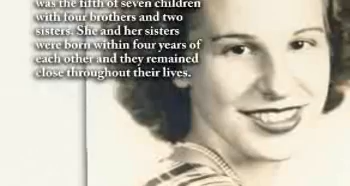 was the fifth of seven children
with four brothers and two
sisters. She and her sisters
were born within four years of
each other and they remained
close throughout their lives.